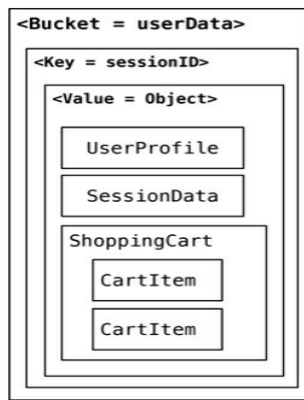 <Bucket = userData>
<Key = sessionID>
<Value = Object>
UserProfile
SessionData
ShoppingCart
CartItem
CartItem